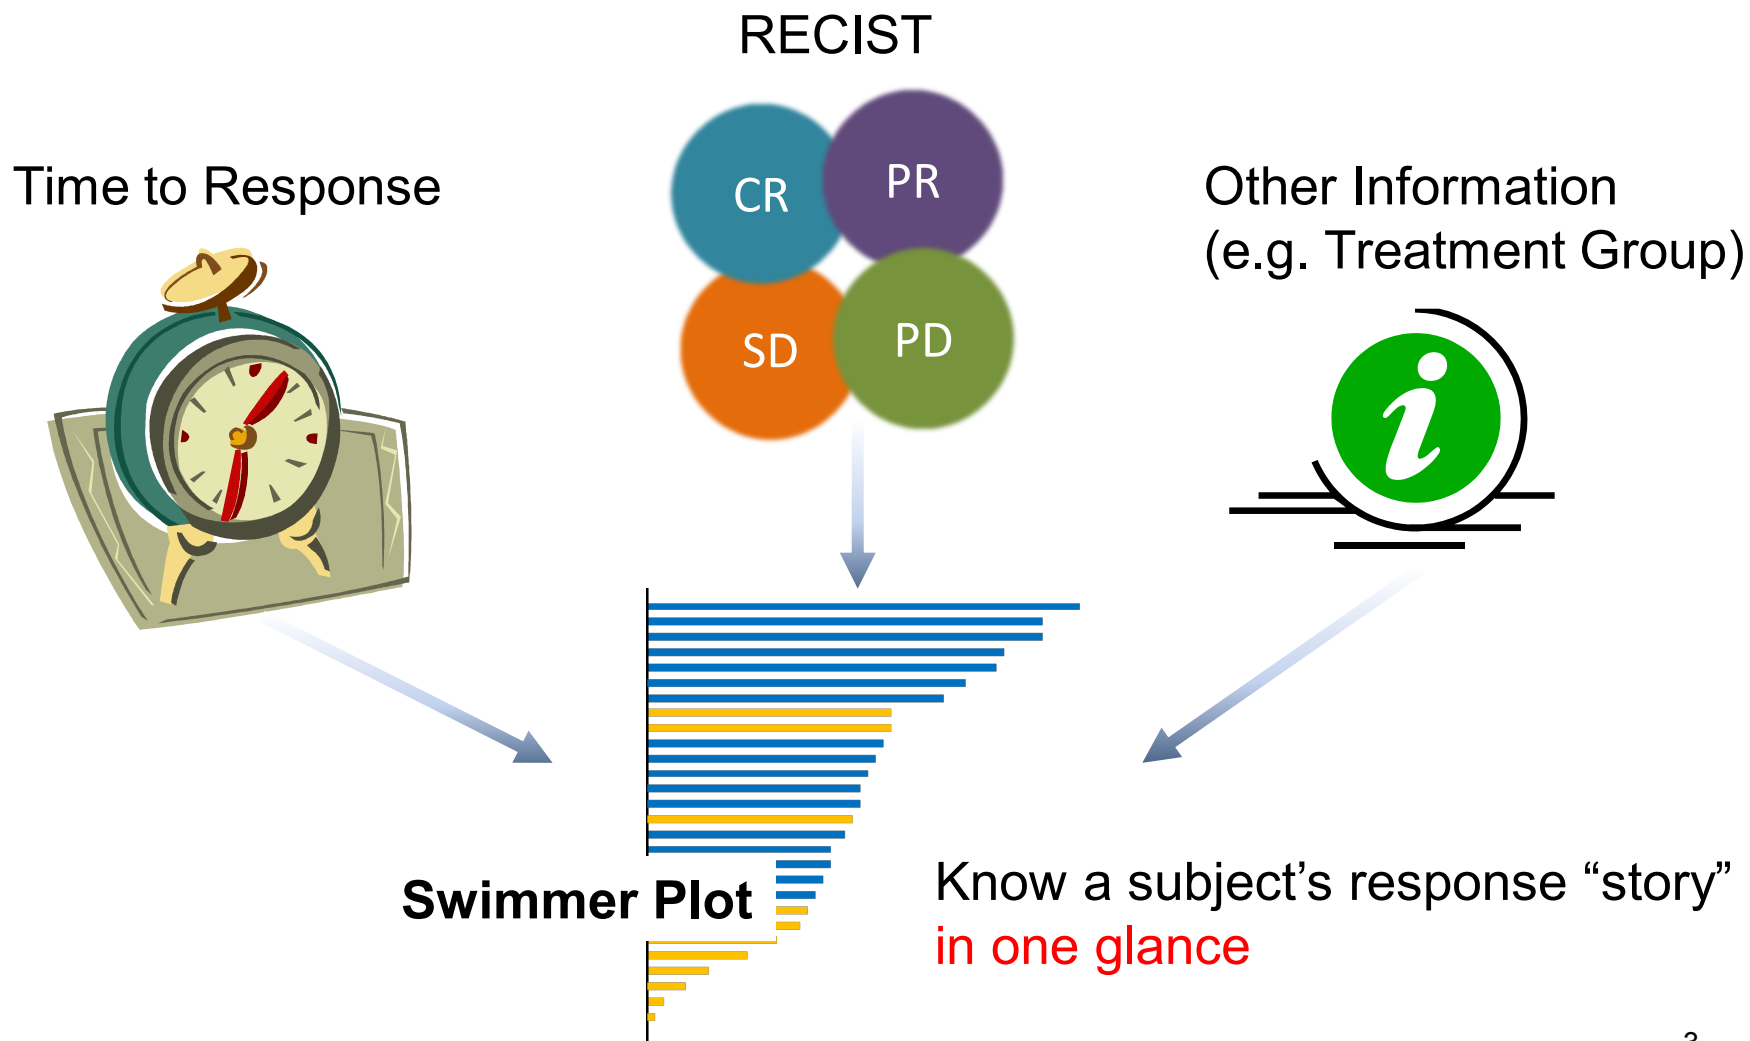 RECIST
Time to Response
CR
PR
SD
PD
Other Information
(e.g. Treatment Group)
i
Swimmer Plot
Know a subject’s response “story”
in one glance
3